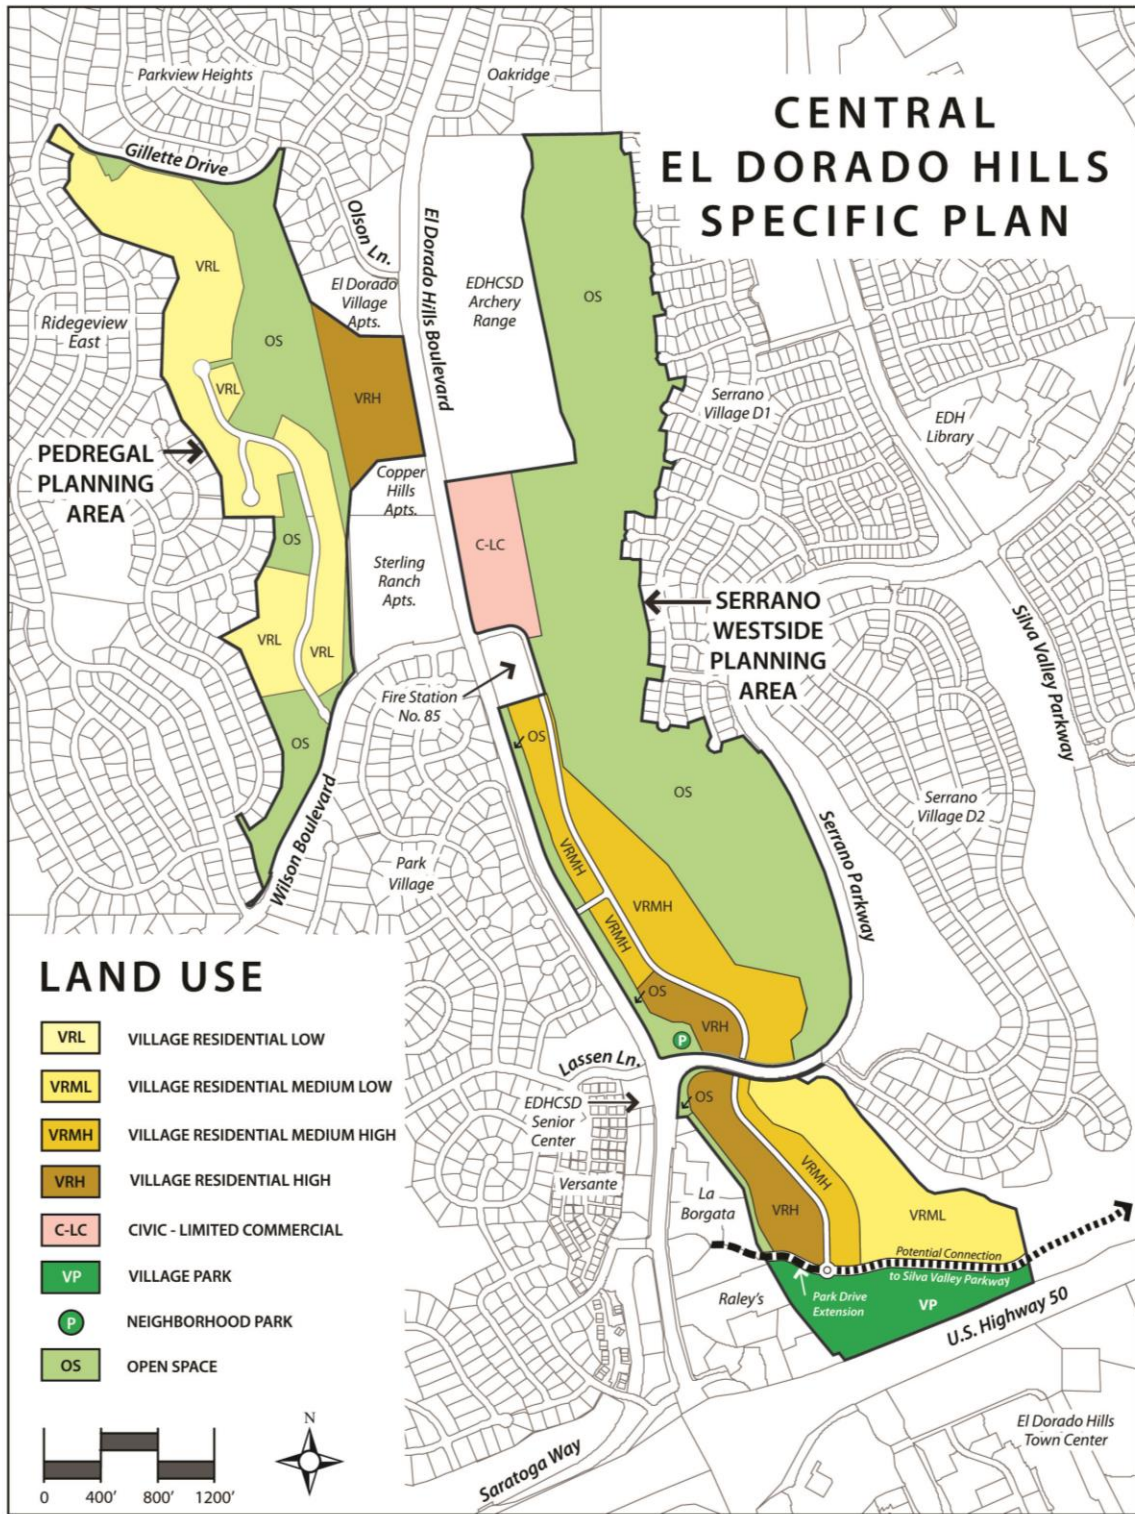 Parkview Heights
Oakridge
CENTRAL
EL DORADO HILLS
SPECIFIC PLAN
Gillette Drive
Olson Ln.
El Dorado Hills Boulevard
VRL
El Dorado
Village
Apts.
EDHCSD
Archery
Range
OS
Ridgeview
East
OS
VRL
VRH
Serrano
Village D1
EDH
Library
PEDREGAL
PLANNING
AREA
Copper
Hills
Apts.
OS
C-LC
Sterling
Ranch
Apts.
SERRANO
WESTSIDE
PLANNING
AREA
Silva Valley Parkway
VRL
VRL
Fire Station
No. 85
OS
OS
OS
Serrano
Village D2
Serrano Parkway
Wilson Boulevard
Park
Village
VRMH
VRMH
VRMH
OS
VRH
P
Lassen Ln.
EDHCSD
Senior
Center
OS
Versante
La
Borgata
VRH
VRMH
VRML
Potential Connection
to Silva Valley Parkway
Park Drive
Extension
Raley's
VP
U.S. Highway 50
El Dorado Hills
Town Center
Saratoga Way
LAND USE
VRL VILLAGE RESIDENTIAL LOW
VRML VILLAGE RESIDENTIAL MEDIUM LOW
VRMH VILLAGE RESIDENTIAL MEDIUM HIGH
VRH VILLAGE RESIDENTIAL HIGH
C-LC CIVIC - LIMITED COMMERCIAL
VP VILLAGE PARK
P NEIGHBORHOOD PARK
OS OPEN SPACE
N
0 400' 800' 1200'